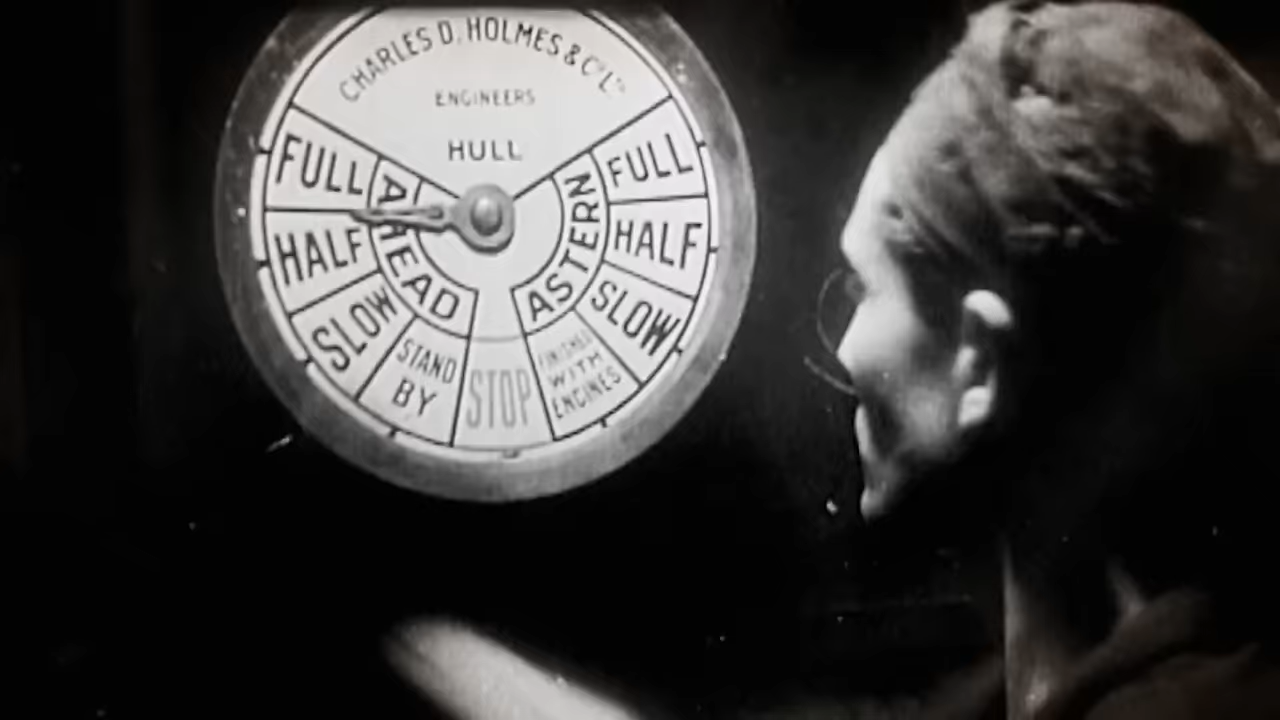 CHARLES D. HOLMES & Cº Lᵀᴰ
ENGINEERS
HULL
FULL
HALF
SLOW
STAND
BY
STOP
FINISHED
WITH
ENGINES
SLOW
HALF
FULL
AHEAD
ASTERN